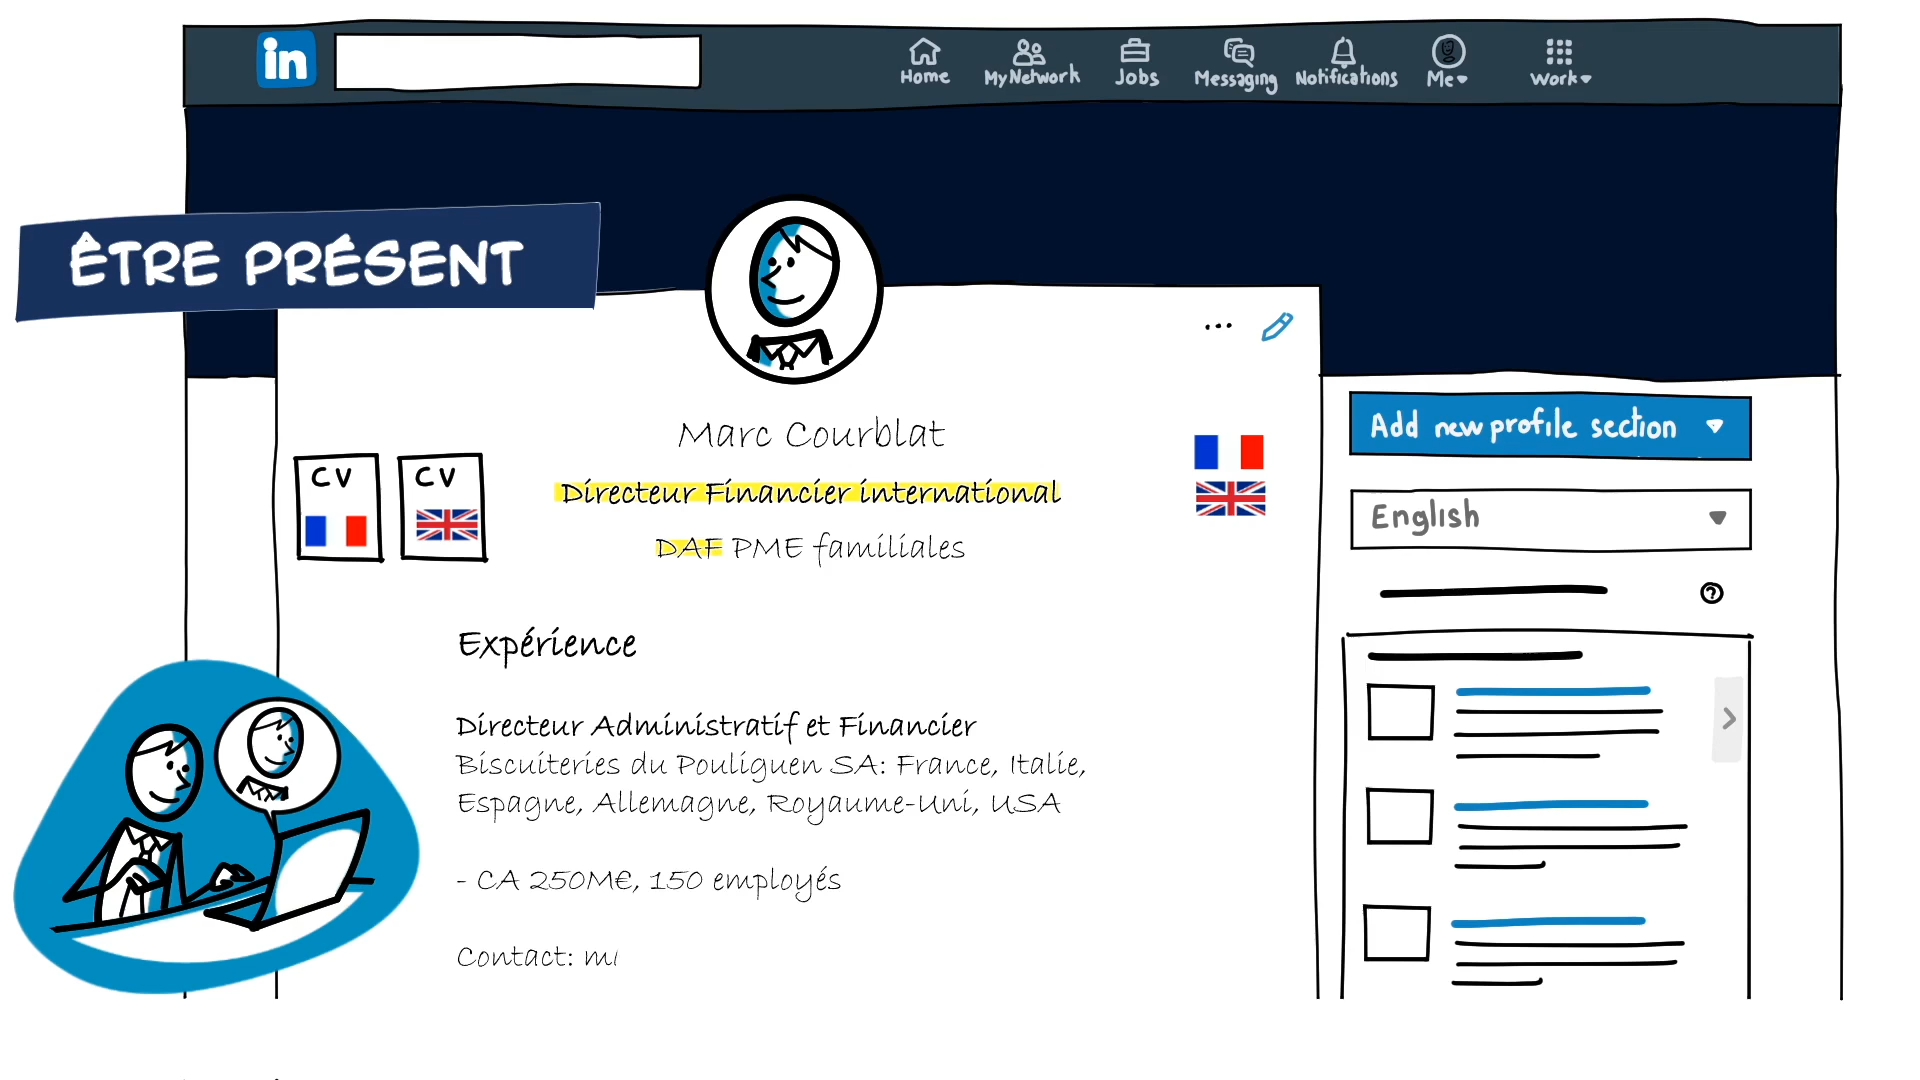 in
Home
My Network
Jobs
Messaging
Notifications
Me
Work
ÊTRE PRÉSENT
Marc Courblat
Directeur Financier international
DAF PME familiales
CV
CV
Add new profile section
English
?
Expérience
Directeur Administratif et Financier
Biscuiteries du Pouliguen SA: France, Italie,
Espagne, Allemagne, Royaume-Uni, USA
- CA 250M€, 150 employés
Contact: